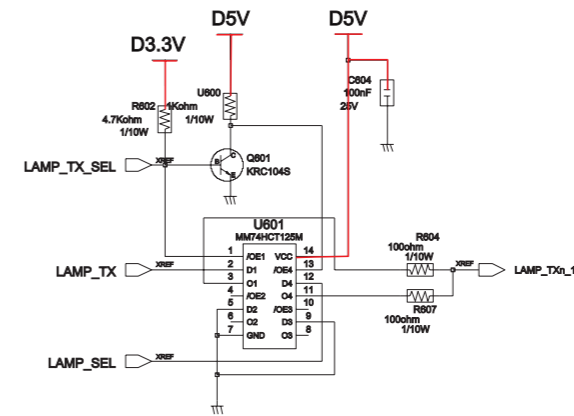 D5V
D5V
D3.3V
U600
C604
100nF
25V
R602
1Kohm
4.7Kohm
1/10W
1/10W
LAMP_TX_SEL
XREF
Q601
KRC104S
B
C
E
U601
MM74HCT125M
1 /OE1 VCC 14
2 D1 /OE4 13
3 O1 D4 12
4 /OE2 O4 11
5 D2 /OE3 10
6 O2 D3 9
7 GND O3 8
LAMP_TX
XREF
R604
100ohm
1/10W
XREF
LAMP_TXn_1
R607
100ohm
1/10W
LAMP_SEL
XREF